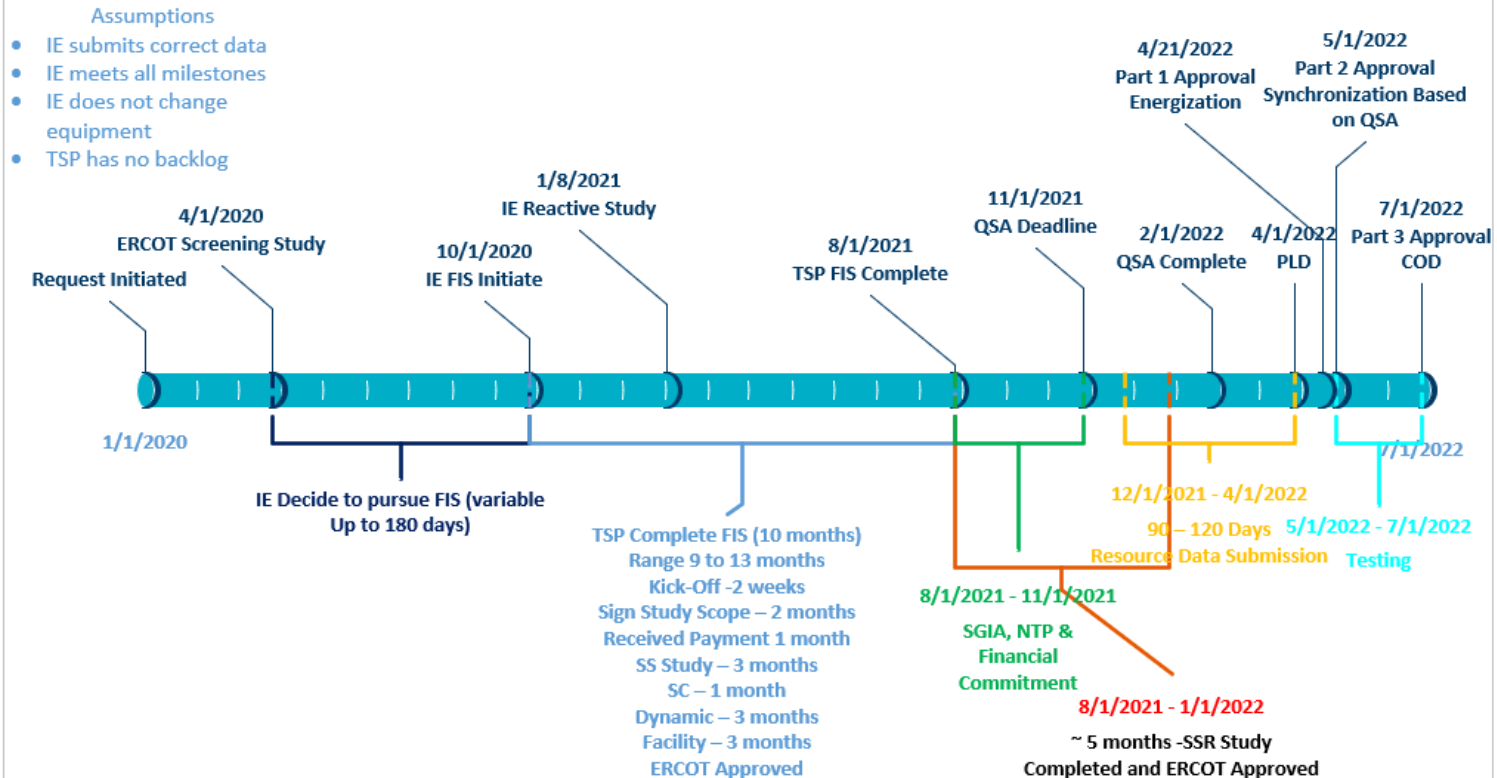 Assumptions
• IE submits correct data
• IE meets all milestones
• IE does not change
equipment
• TSP has no backlog
Request Initiated
4/1/2020
ERCOT Screening Study
10/1/2020
IE FIS Initiate
1/8/2021
IE Reactive Study
8/1/2021
TSP FIS Complete
11/1/2021
QSA Deadline
2/1/2022
QSA Complete
4/1/2022
PLD
4/21/2022
Part 1 Approval
Energization
5/1/2022
Part 2 Approval
Synchronization Based
on QSA
7/1/2022
Part 3 Approval
COD
1/1/2020
7/1/2022
IE Decide to pursue FIS (variable
Up to 180 days)
TSP Complete FIS (10 months)
Range 9 to 13 months
Kick-Off -2 weeks
Sign Study Scope – 2 months
Received Payment 1 month
SS Study – 3 months
SC – 1 month
Dynamic – 3 months
Facility – 3 months
ERCOT Approved
8/1/2021 - 11/1/2021
SGIA, NTP &
Financial
Commitment
8/1/2021 - 1/1/2022
~ 5 months -SSR Study
Completed and ERCOT Approved
12/1/2021 - 4/1/2022
90 – 120 Days
Resource Data Submission
5/1/2022 - 7/1/2022
Testing